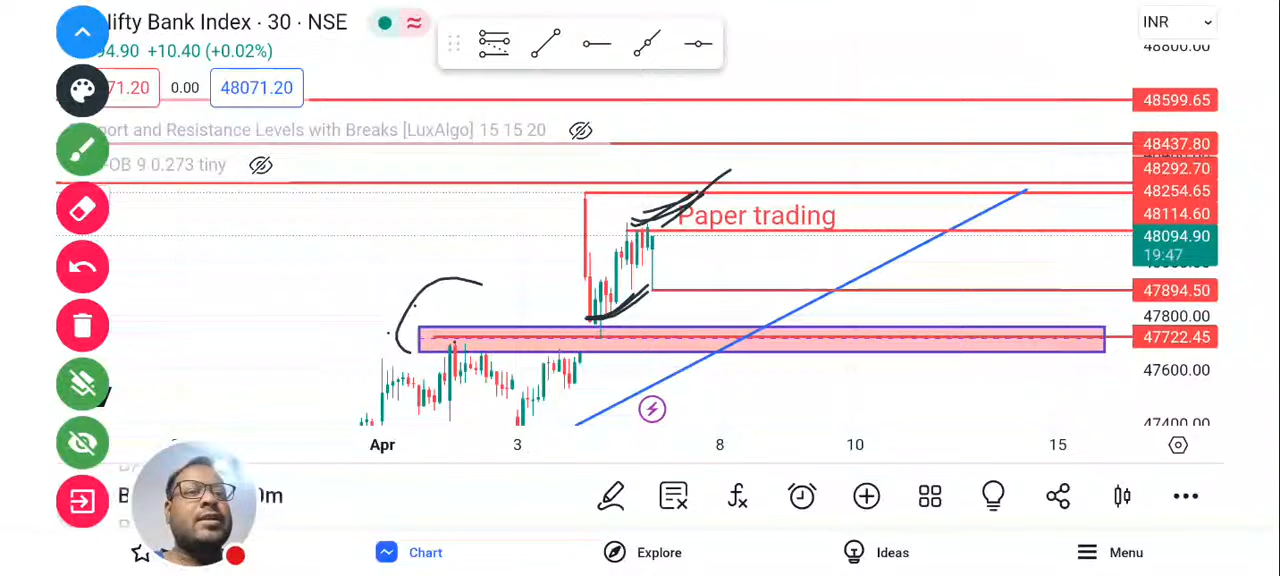 lifty Bank Index · 30 · NSE
INR
48800.00
94.90 +10.40 (+0.02%)
71.20 0.00 48071.20
48599.65
port and Resistance Levels with Breaks [LuxAlgo] 15 15 20
48437.80
OB 9 0.273 tiny
48292.70
48254.65
Paper trading
48114.60
48094.90
19:47
47894.50
47800.00
47722.45
47600.00
47400.00
Apr 3 8 10 15
0m
Chart Explore Ideas Menu